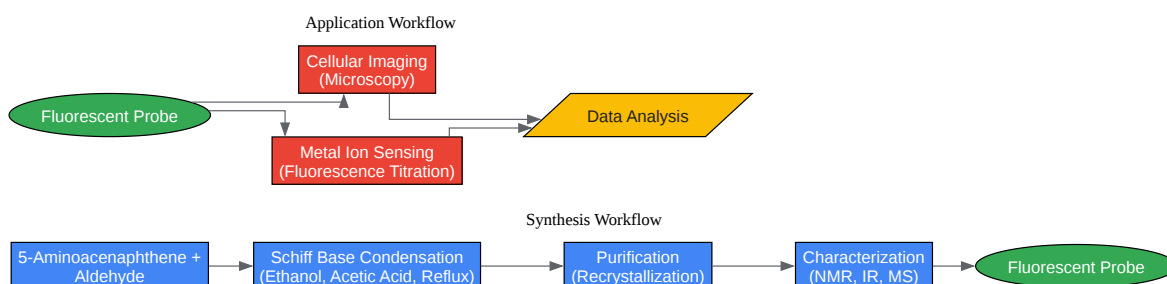 Application Workflow
Cellular Imaging
(Microscopy)
Fluorescent Probe
Data Analysis
Metal Ion Sensing
(Fluorescence Titration)
Synthesis Workflow
5-Aminoacenaphthene +
Aldehyde
Schiff Base Condensation
(Ethanol, Acetic Acid, Reflux)
Purification
(Recrystallization)
Characterization
(NMR, IR, MS)
Fluorescent Probe